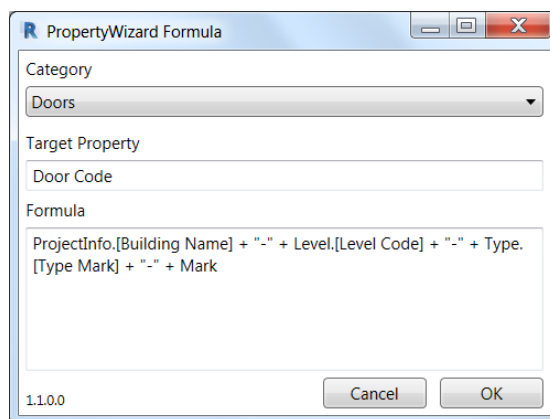 R PropertyWizard Formula
Category
Doors
Target Property
Door Code
Formula
ProjectInfo.[Building Name] + "-" + Level.[Level Code] + "-" + Type.
[Type Mark] + "-" + Mark
1.1.0.0
Cancel
OK